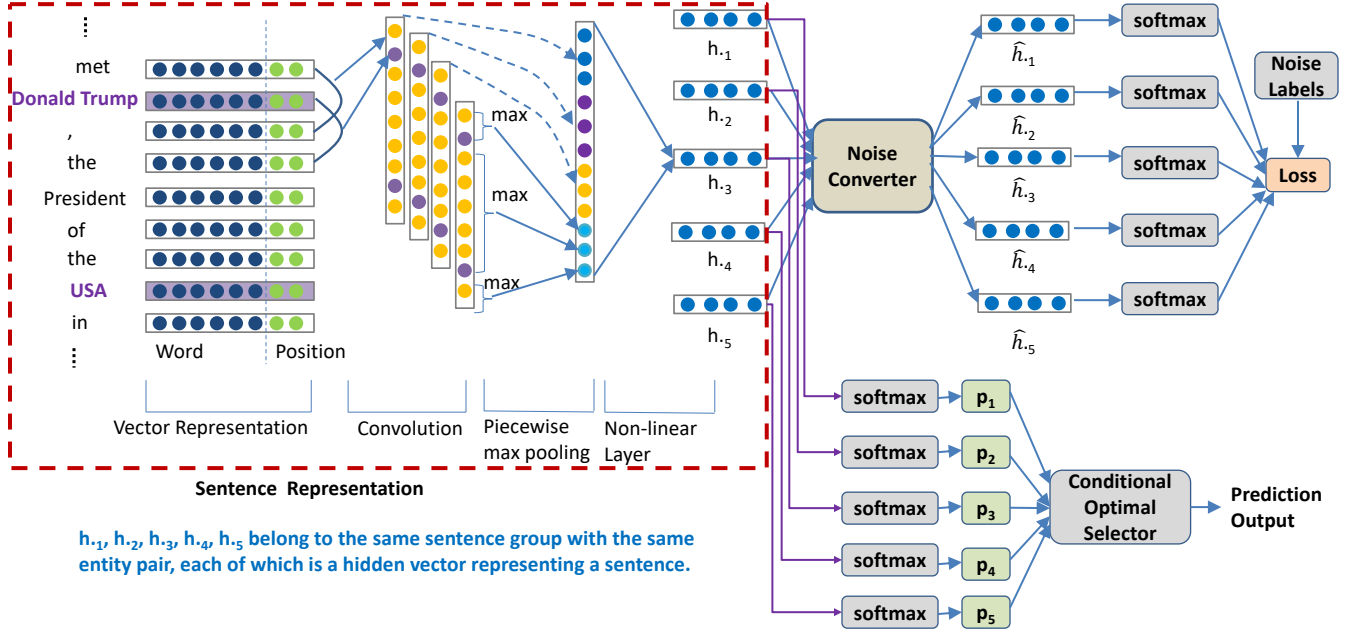 met
Donald Trump
,
the
President
of
the
USA
in
Word
Position
Vector Representation
Convolution
Piecewise
max pooling
Non-linear
Layer
max
max
max
Sentence Representation
h.₁, h.₂, h.₃, h.₄, h.₅ belong to the same sentence group with the same
entity pair, each of which is a hidden vector representing a sentence.
h.₁
h.₂
h.₃
h.₄
h.₅
Noise
Converter
ĥ.₁
ĥ.₂
ĥ.₃
ĥ.₄
ĥ.₅
softmax
softmax
softmax
softmax
softmax
Noise
Labels
Loss
softmax
p₁
softmax
p₂
softmax
p₃
softmax
p₄
softmax
p₅
Conditional
Optimal
Selector
Prediction
Output